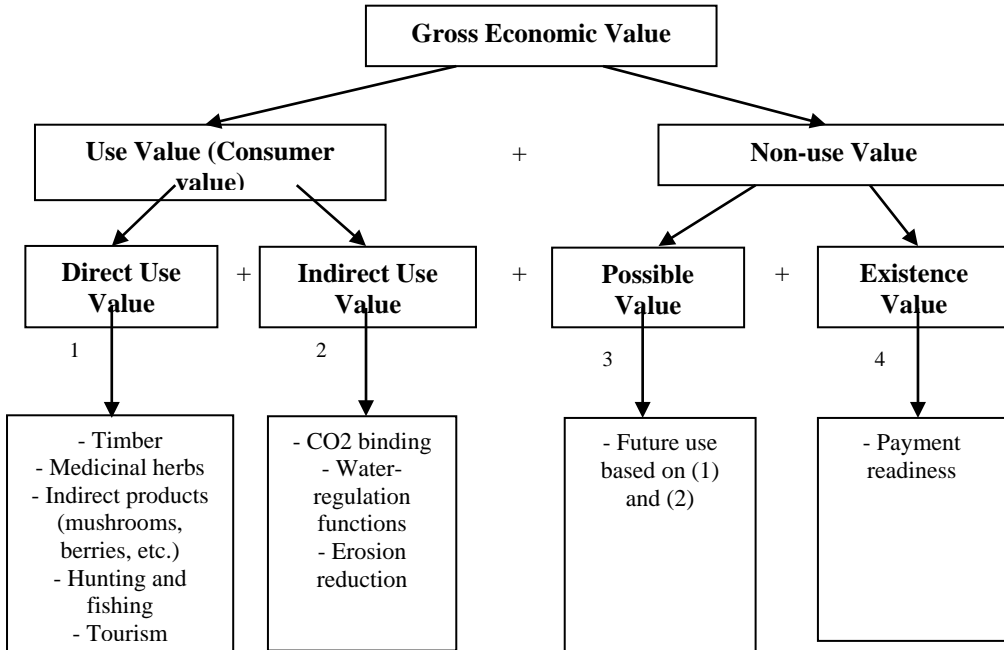 Gross Economic Value
Use Value (Consumer
value)
+
Non-use Value
Direct Use
Value
+
Indirect Use
Value
+
Possible
Value
+
Existence
Value
1
2
3
4
- Timber
- Medicinal herbs
- Indirect products
(mushrooms,
berries, etc.)
- Hunting and
fishing
- Tourism
- CO2 binding
- Water-
regulation
functions
- Erosion
reduction
- Future use
based on (1)
and (2)
- Payment
readiness